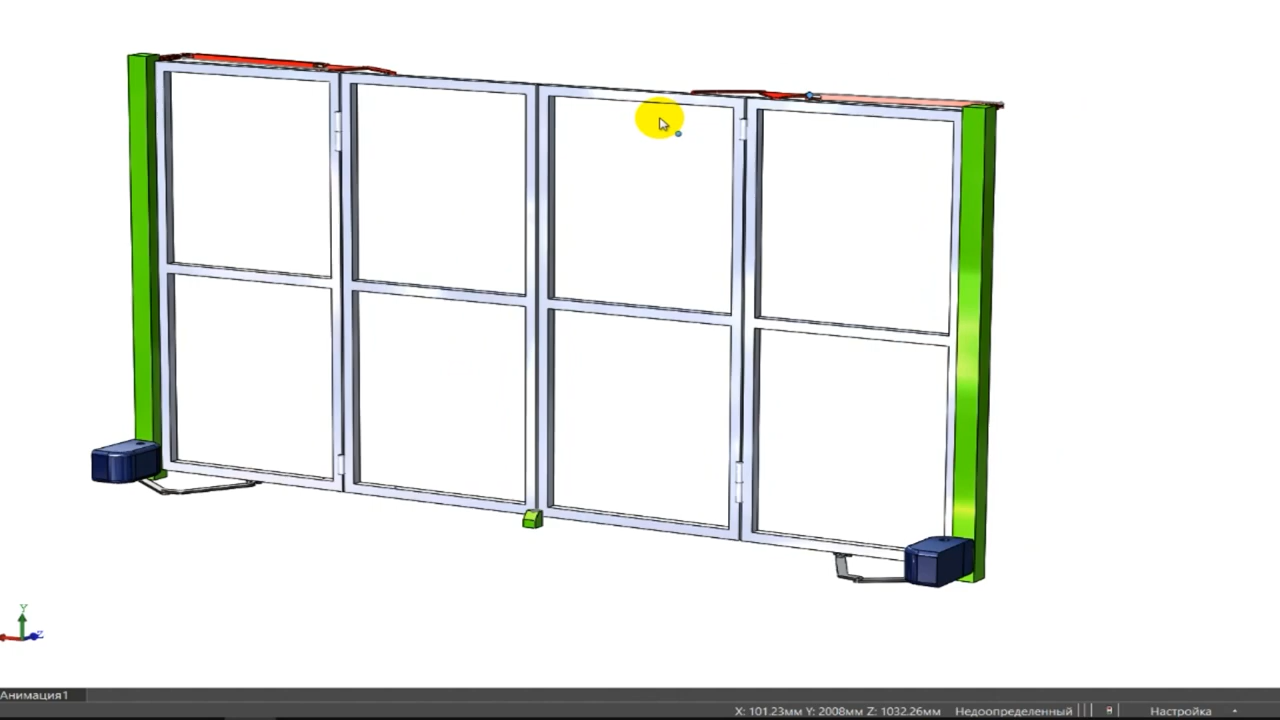 Y
Z
Анимация1
X: 101.23мм Y: 2008мм Z: 1032.26мм Недоопределенный Настройка